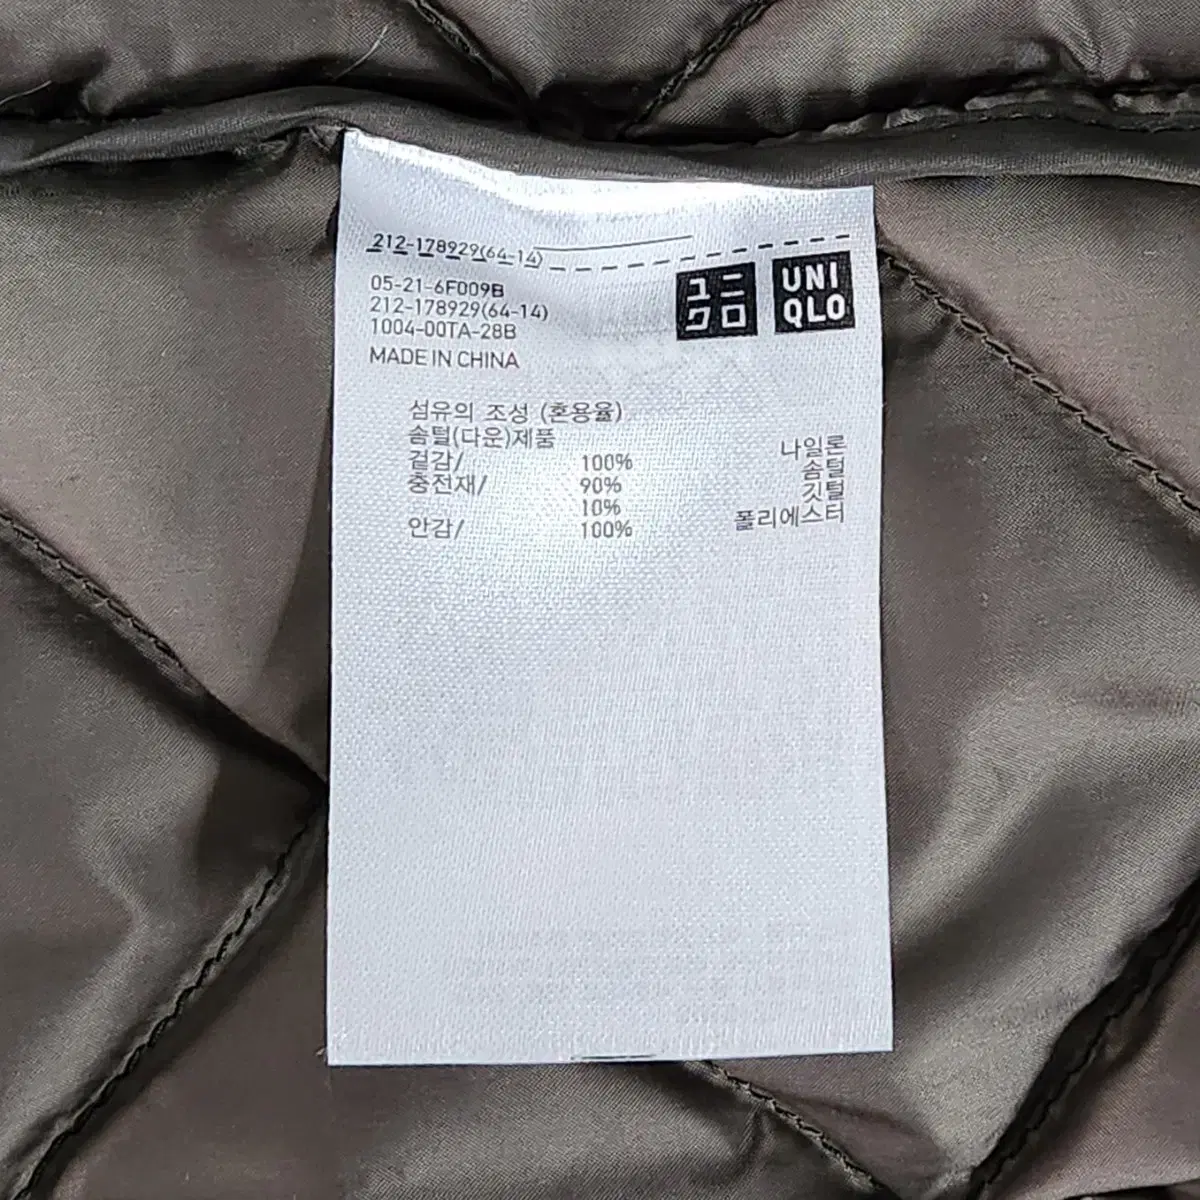 212-178929(64-14)
05-21-6F009B
212-178929(64-14)
1004-00TA-28B
MADE IN CHINA
ユニ
クロ
UNI
QLO
섬유의 조성 (혼용율)
솜털(다운)제품
겉감/ 100% 나일론
충전재/ 90% 솜털
10% 깃털
안감/ 100% 폴리에스터